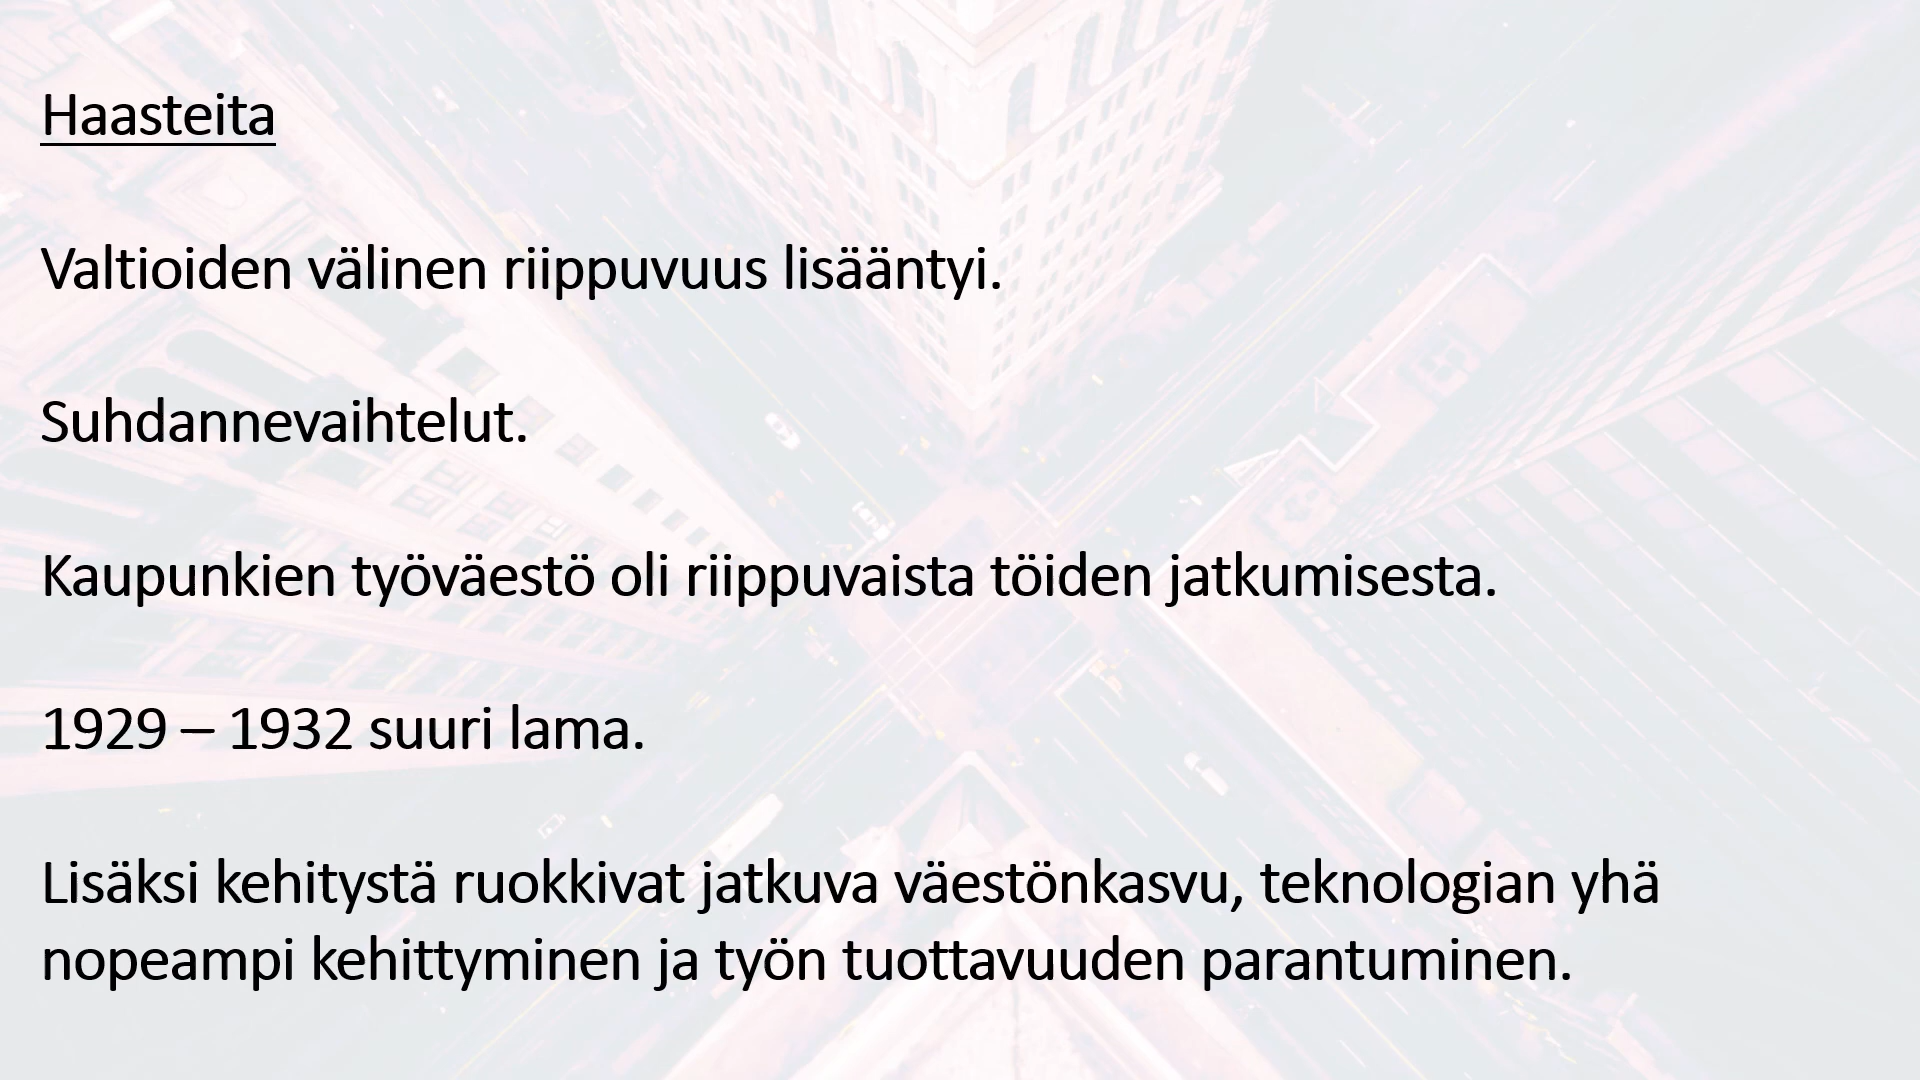 Haasteita
Valtioiden välinen riippuvuus lisääntyi.
Suhdannevaihtelut.
Kaupunkien työväestö oli riippuvaista töiden jatkumisesta.
1929 – 1932 suuri lama.
Lisäksi kehitystä ruokkivat jatkuva väestönkasvu, teknologian yhä
nopeampi kehittyminen ja työn tuottavuuden parantuminen.